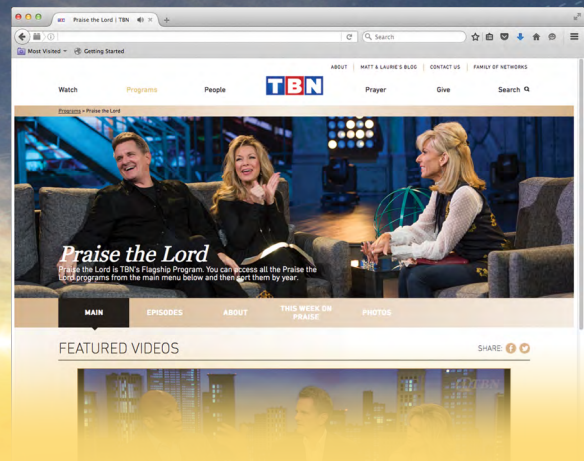 Praise the Lord | TBN
Search
Most Visited
Getting Started
ABOUT
MATT & LAURIE'S BLOG
CONTACT US
FAMILY OF NETWORKS
Watch
Programs
People
TBN
Prayer
Give
Search
Programs > Praise the Lord
Praise the Lord
Praise the Lord is TBN's Flagship Program. You can access all the Praise the
Lord programs from the main menu below and then sort them by year.
MAIN
EPISODES
ABOUT
THIS WEEK ON
PRAISE
PHOTOS
FEATURED VIDEOS
SHARE:
TBN